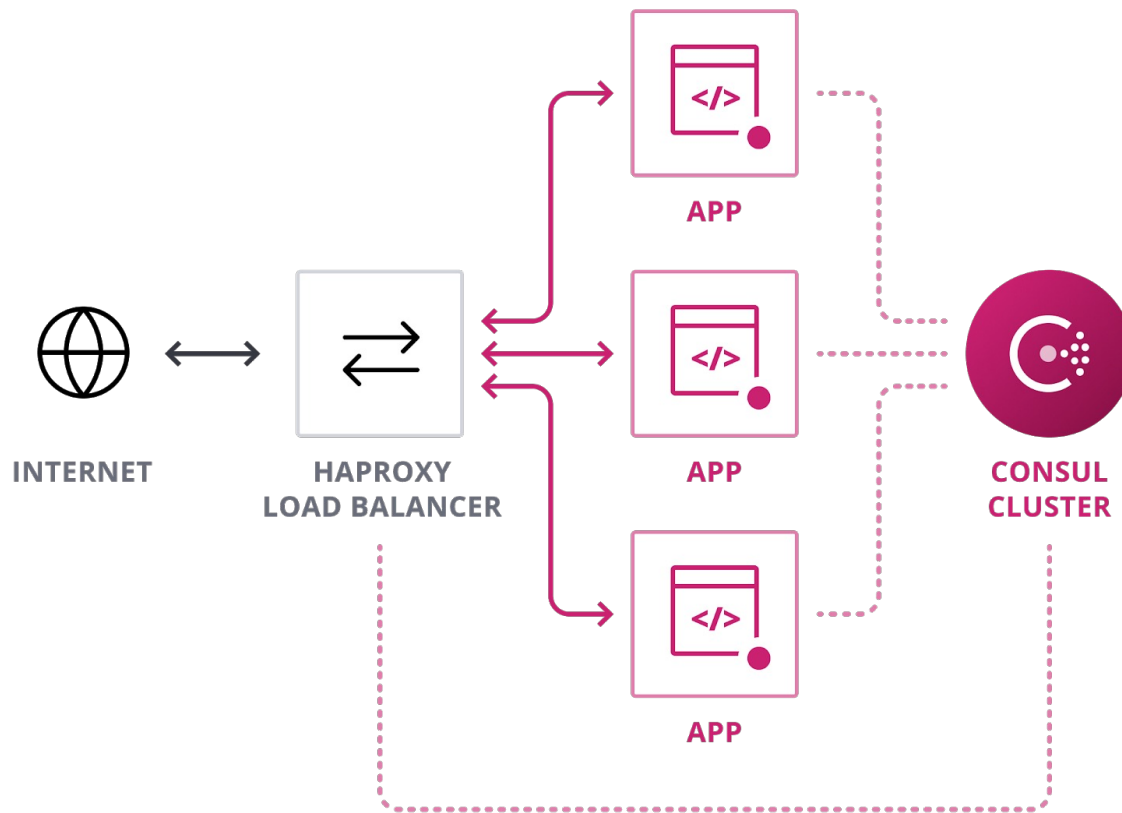 </>
APP
</>
INTERNET
HAPROXY
LOAD BALANCER
APP
CONSUL
CLUSTER
</>
APP